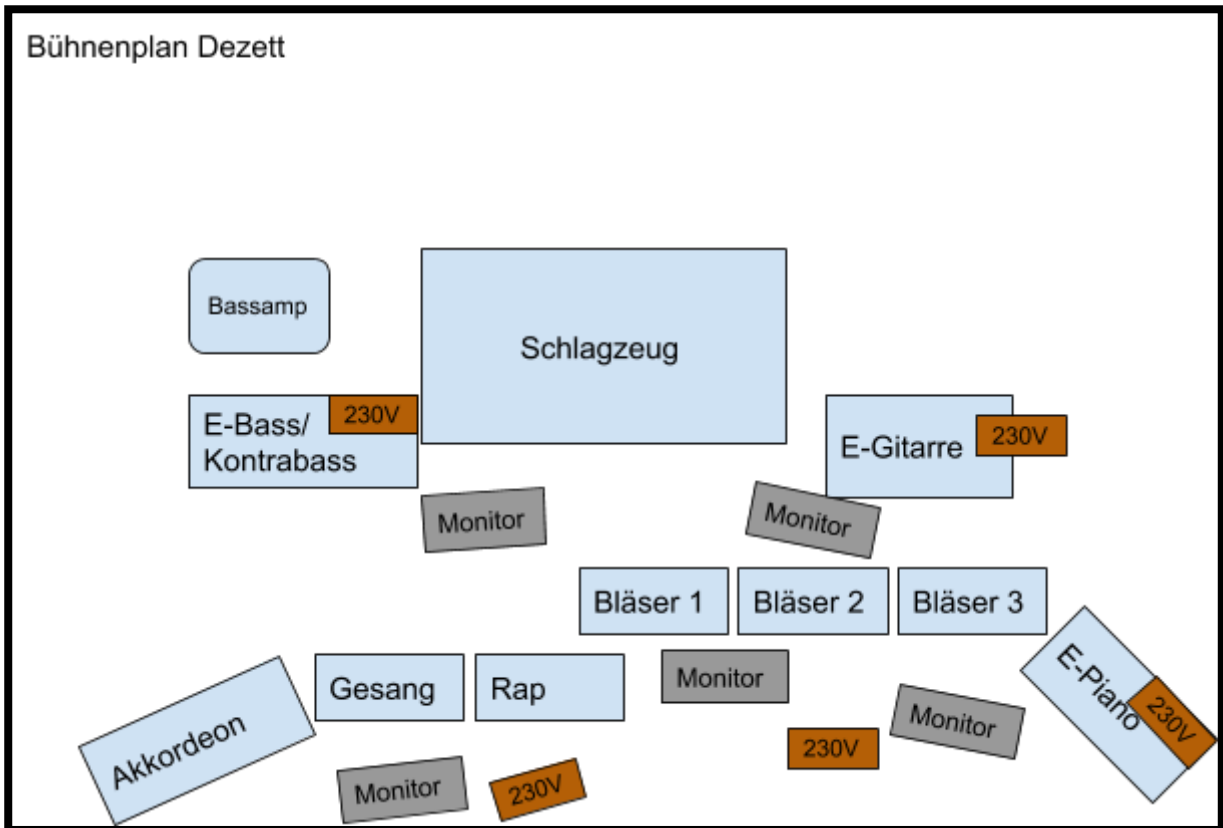 Bühnenplan Dezett
Bassamp
Schlagzeug
E-Bass/
Kontrabass
230V
E-Gitarre
230V
Monitor
Monitor
Bläser 1
Bläser 2
Bläser 3
E-Piano
230V
Akkordeon
Gesang
Rap
Monitor
Monitor
230V
Monitor
230V